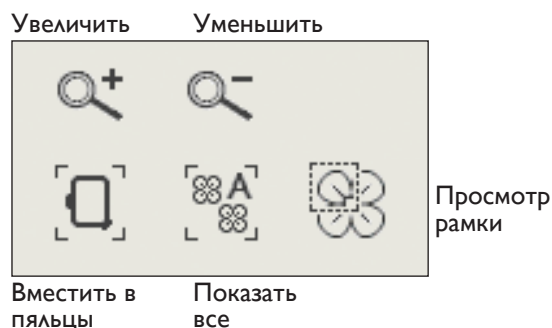 Увеличить Уменьшить
A
Просмотр
рамки
Вместить в Показать
пяльцы все